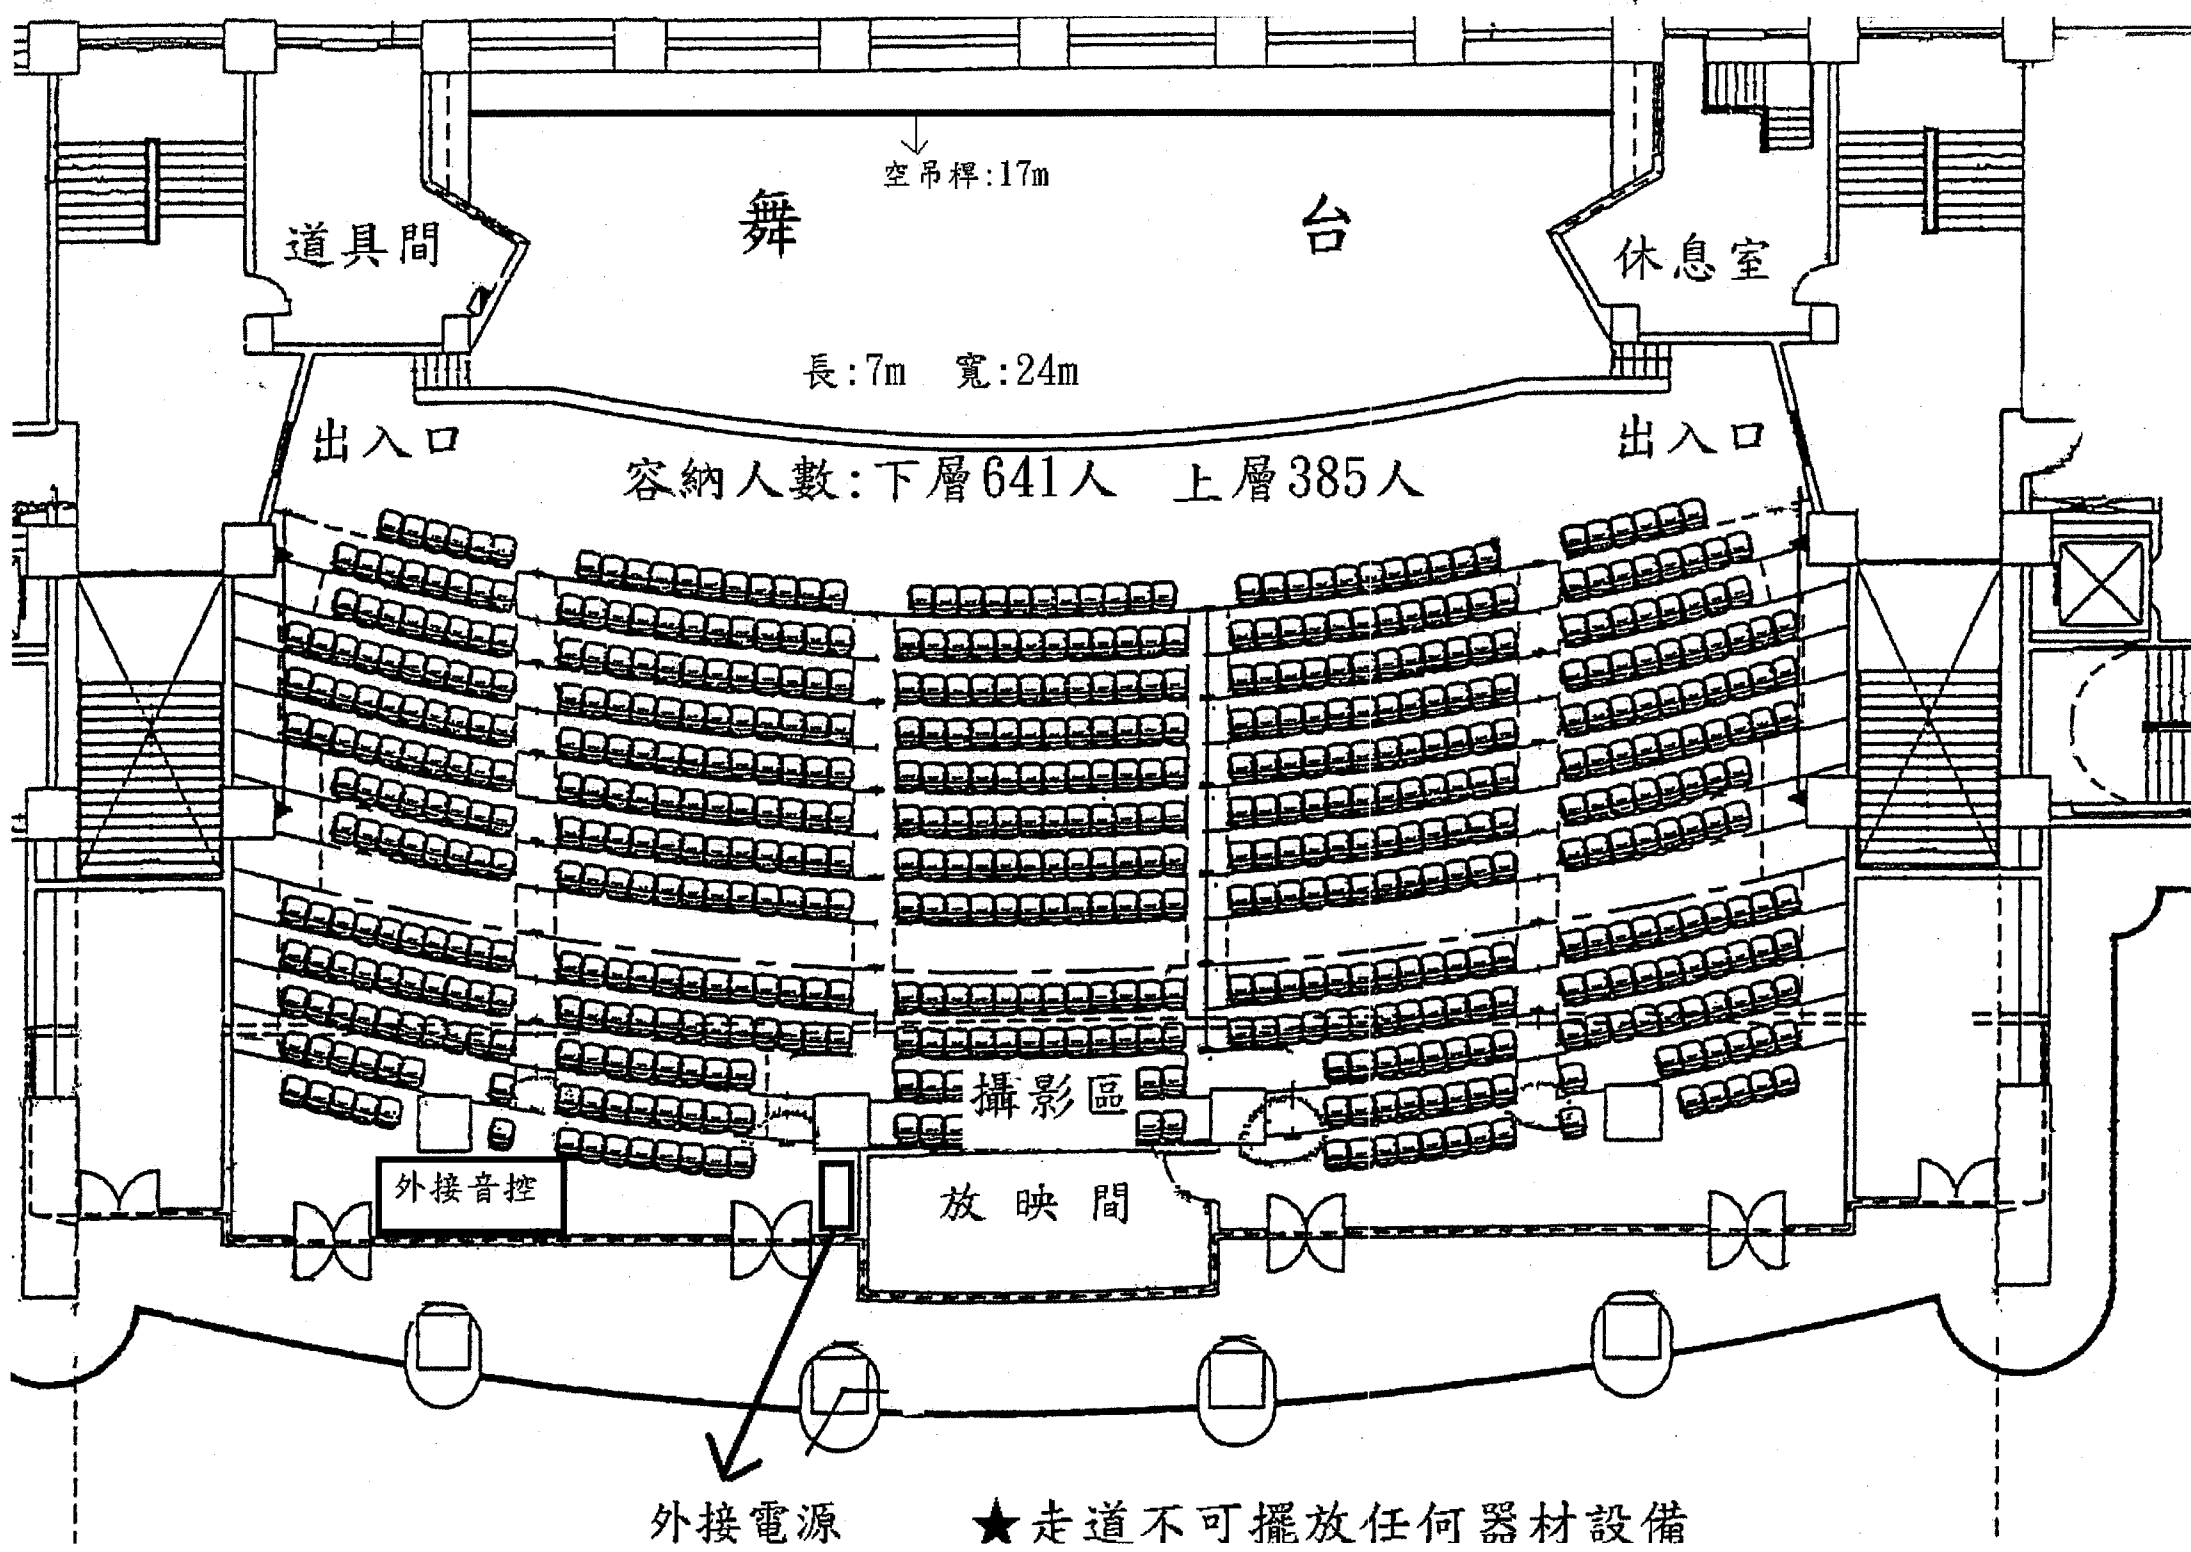 空吊桿:17m
舞 台
道具間
休息室
長:7m 寬:24m
出入口
出入口
容納人數:下層641人 上層385人
攝影區
外接音控
放映間
外接電源
★走道不可擺放任何器材設備